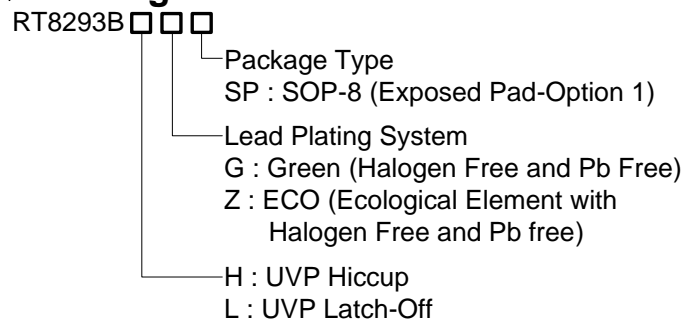 RT8293B
Package Type
SP : SOP-8 (Exposed Pad-Option 1)
Lead Plating System
G : Green (Halogen Free and Pb Free)
Z : ECO (Ecological Element with
Halogen Free and Pb free)
H : UVP Hiccup
L : UVP Latch-Off